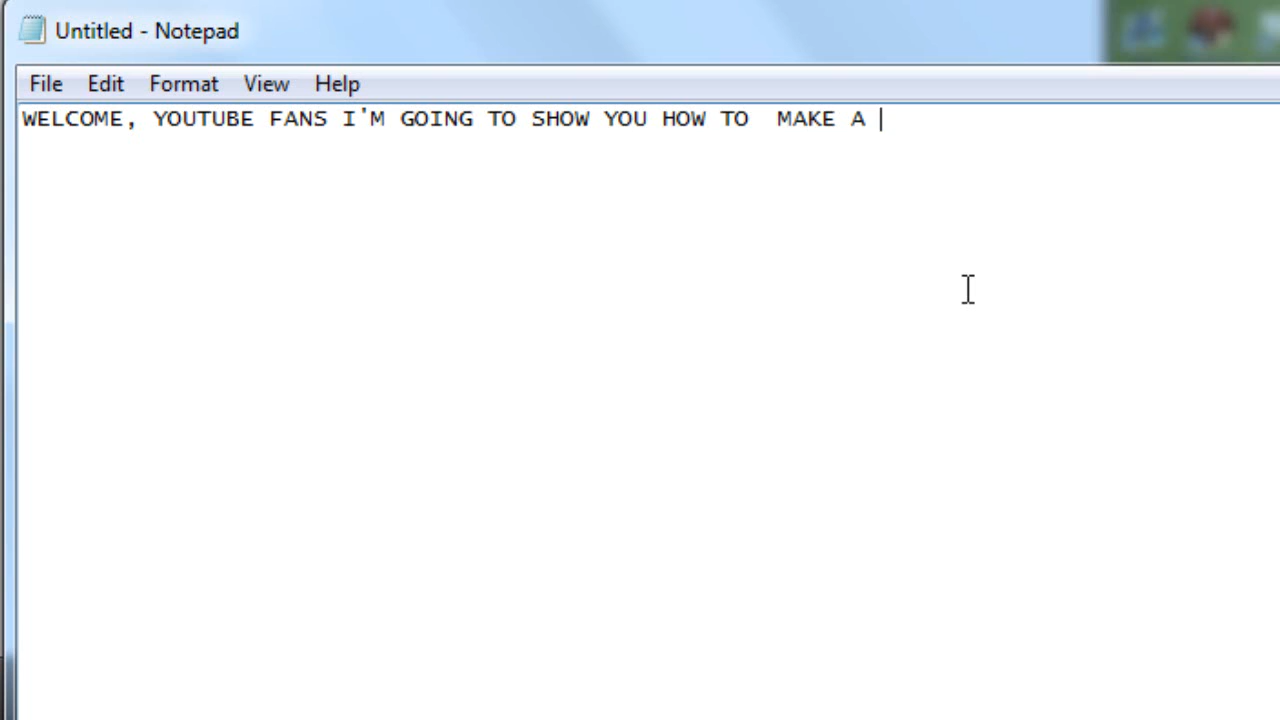 Untitled - Notepad
File Edit Format View Help
WELCOME, YOUTUBE FANS I'M GOING TO SHOW YOU HOW TO  MAKE A